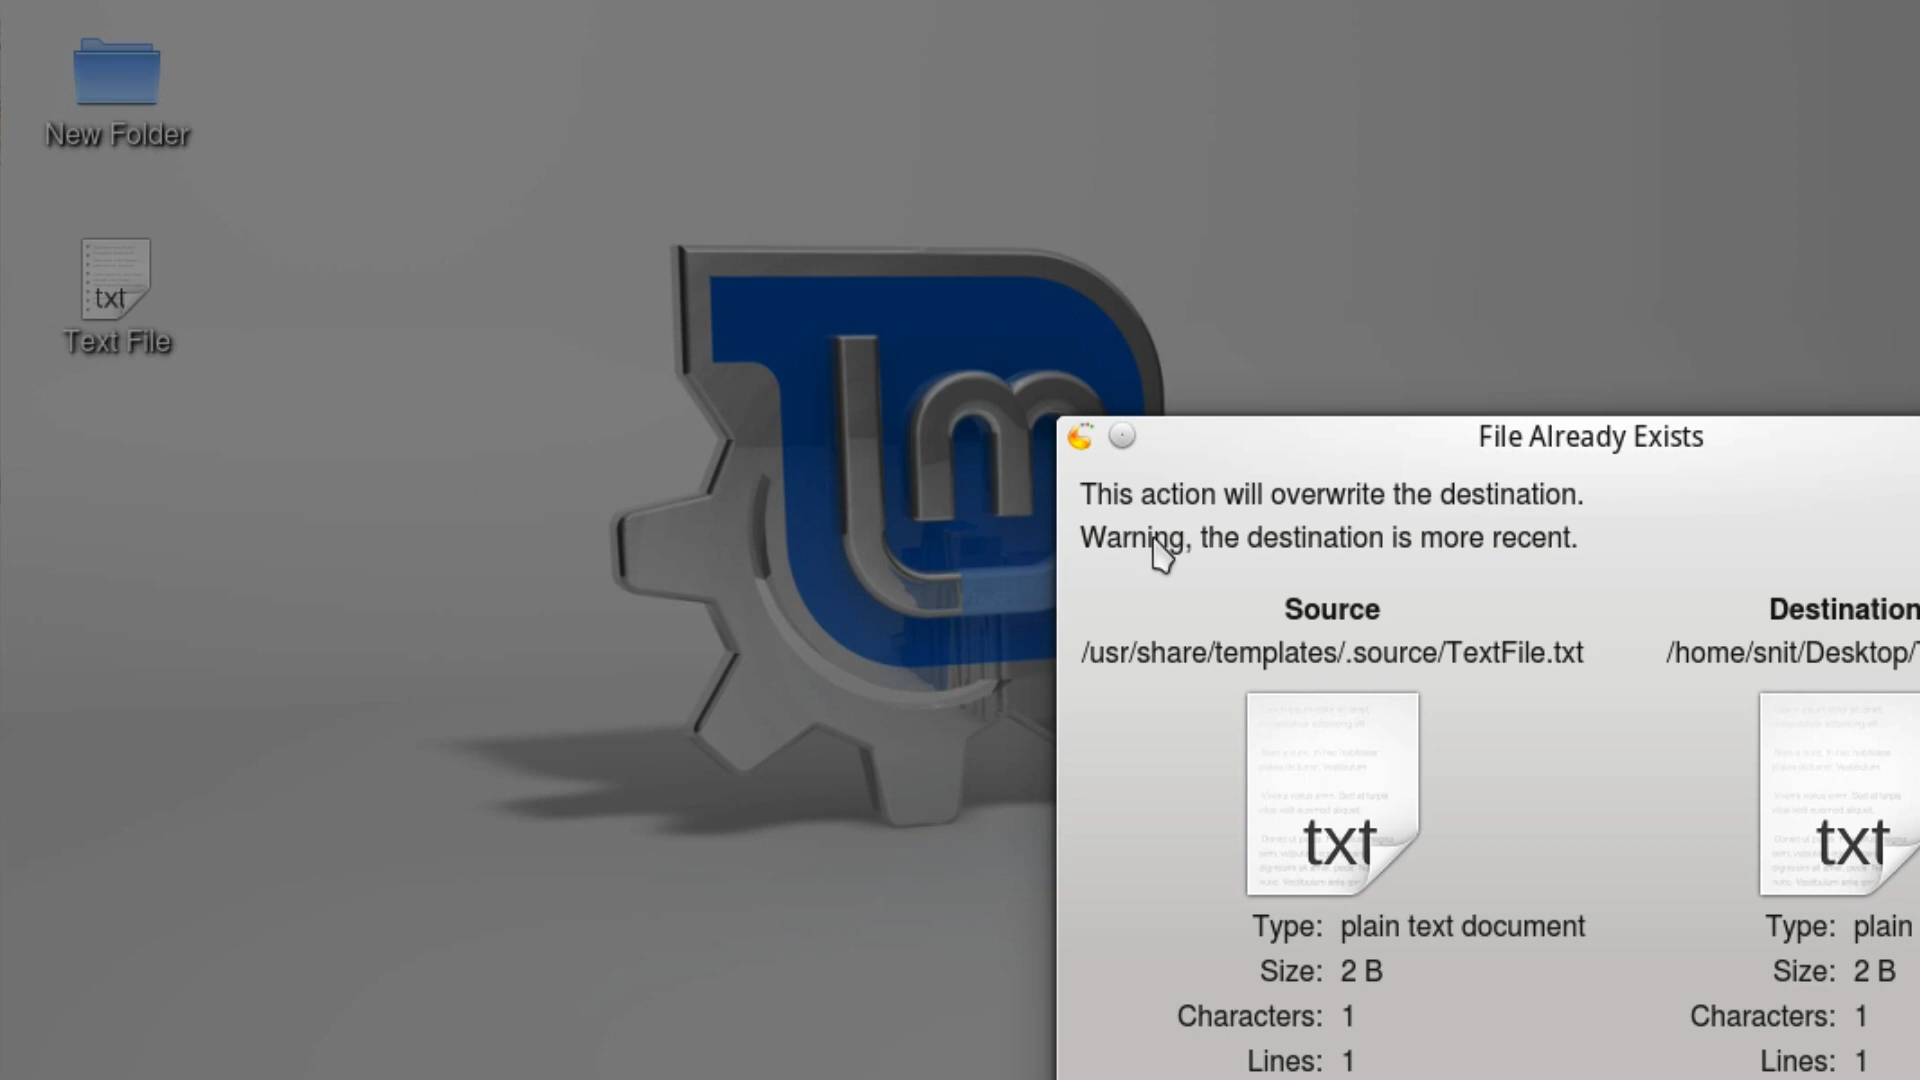 New Folder
txt
Text File
lm
File Already Exists
This action will overwrite the destination.
Warning, the destination is more recent.
Source
Destination
/usr/share/templates/.source/TextFile.txt
/home/snit/Desktop/
txt
txt
Type: plain text document
Type: plain
Size: 2 B
Size: 2 B
Characters: 1
Characters: 1
Lines: 1
Lines: 1